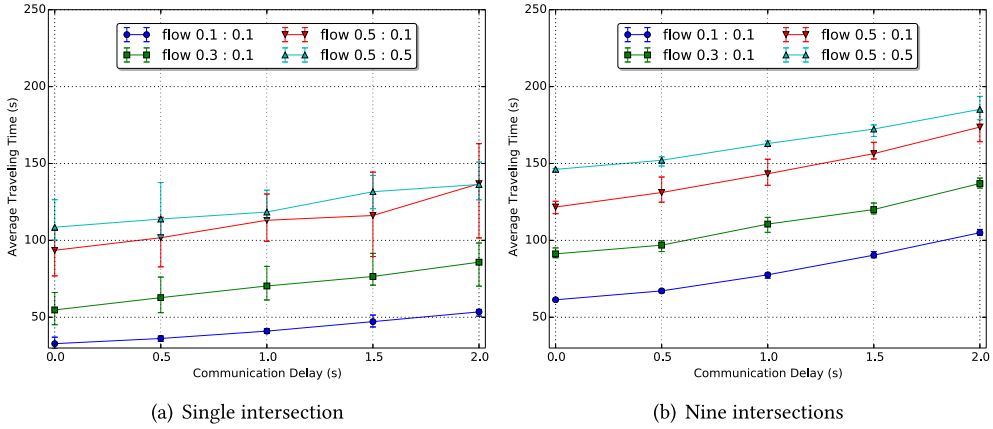 250
200
150
100
50
Average Traveling Time (s)
flow 0.1 : 0.1
flow 0.3 : 0.1
flow 0.5 : 0.1
flow 0.5 : 0.5
0.0 0.5 1.0 1.5 2.0
Communication Delay (s)
(a) Single intersection
250
200
150
100
50
Average Traveling Time (s)
flow 0.1 : 0.1
flow 0.3 : 0.1
flow 0.5 : 0.1
flow 0.5 : 0.5
0.0 0.5 1.0 1.5 2.0
Communication Delay (s)
(b) Nine intersections